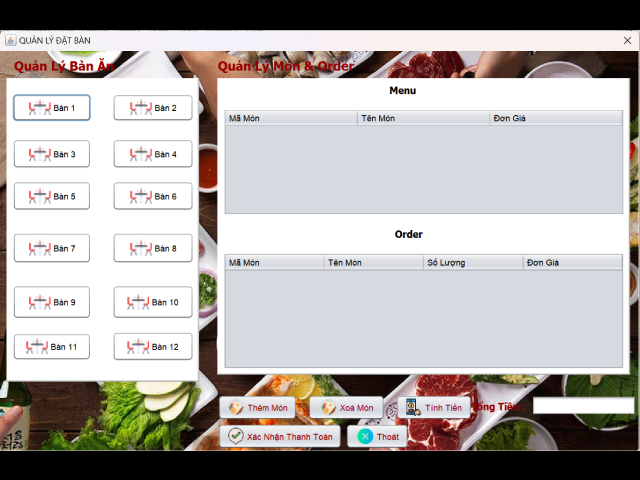 QUẢN LÝ ĐẶT BÀN
Quản Lý Bàn Ăn
Quản Lý Món & Order
Bàn 1
Bàn 2
Bàn 3
Bàn 4
Bàn 5
Bàn 6
Bàn 7
Bàn 8
Bàn 9
Bàn 10
Bàn 11
Bàn 12
Menu
Mã Món Tên Món Đơn Giá
Order
Mã Món Tên Món Số Lượng Đơn Giá
Thêm Món
Xoá Món
Tính Tiền
Tổng Tiền
Xác Nhận Thanh Toán
Thoát